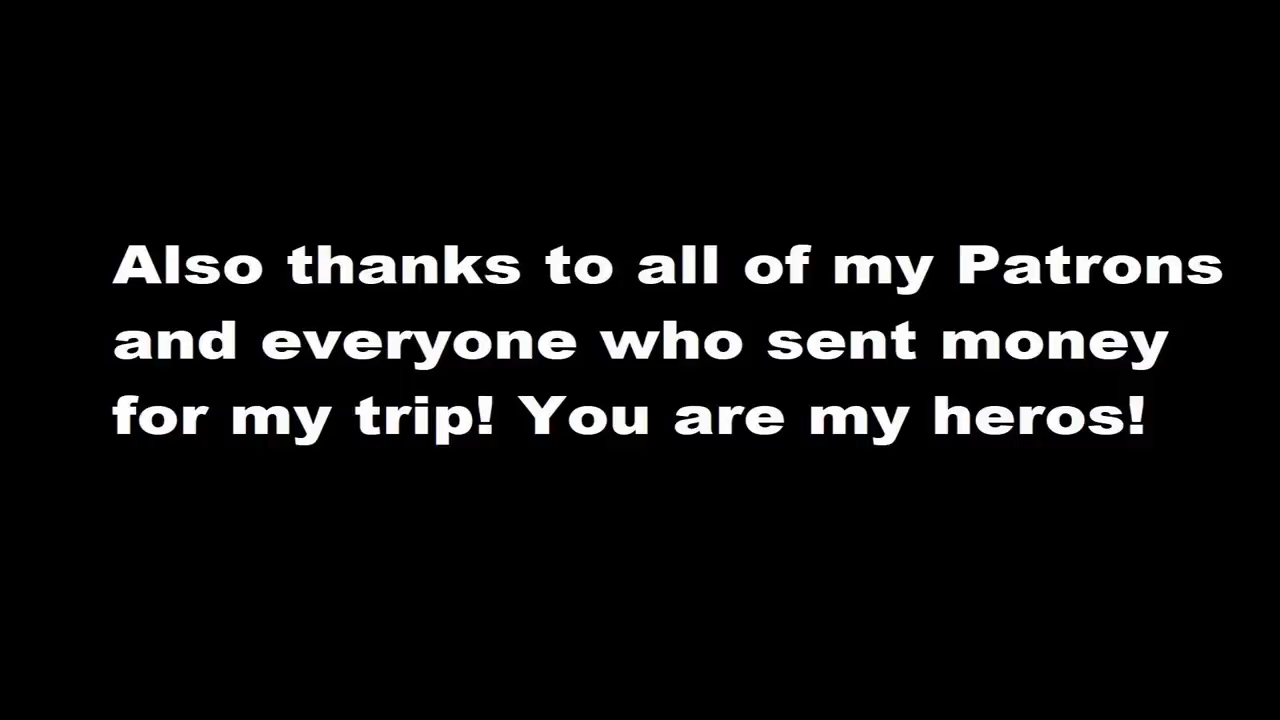 Also thanks to all of my Patrons
and everyone who sent money
for my trip! You are my heros!